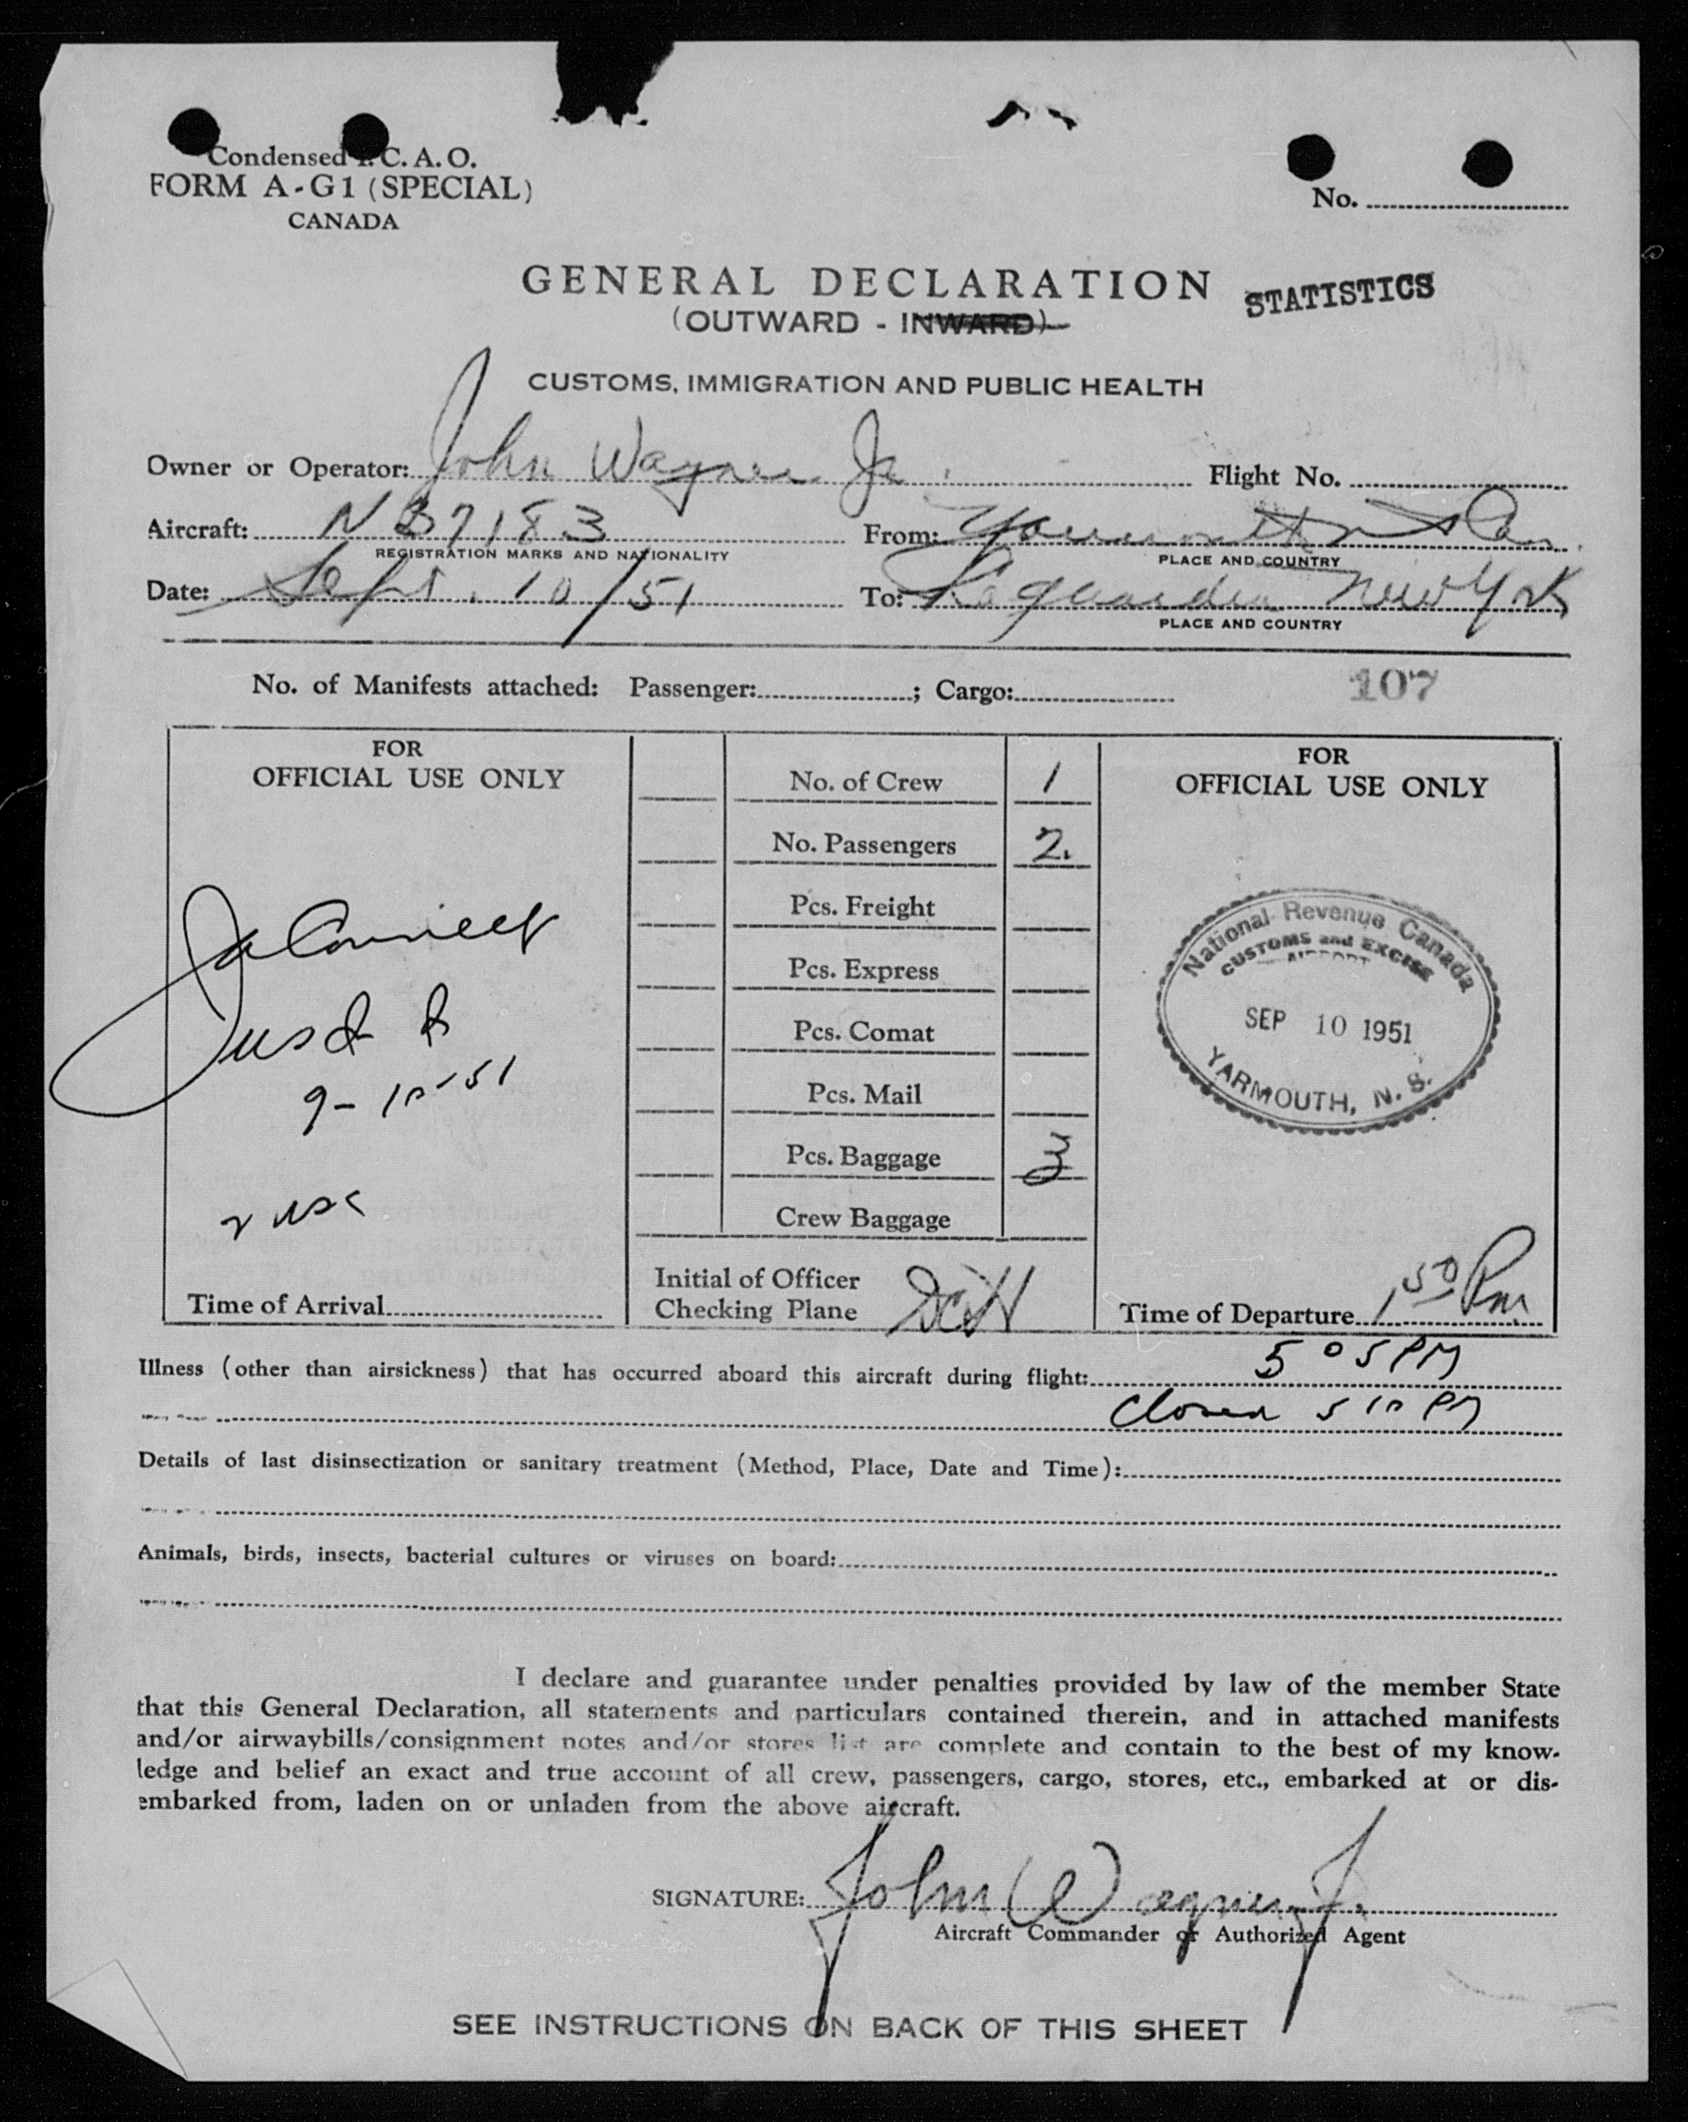 Condensed I. C. A. O.
FORM A-G1 (SPECIAL)
CANADA
No.
GENERAL DECLARATION
STATISTICS
(OUTWARD - INWARD)
CUSTOMS, IMMIGRATION AND PUBLIC HEALTH
Owner or Operator: John Wagner Jr. Flight No.
Aircraft: N 37183 From: Yarmouth N S Can.
REGISTRATION MARKS AND NATIONALITY PLACE AND COUNTRY
Date: Sept. 10/51 To: Laguardia New York
PLACE AND COUNTRY
No. of Manifests attached: Passenger: ; Cargo:
107
FOR
OFFICIAL USE ONLY
9-10-51
Time of Arrival
No. of Crew 1
No. Passengers 2.
Pcs. Freight
Pcs. Express
Pcs. Comat
Pcs. Mail
Pcs. Baggage 3
Crew Baggage
Initial of Officer
Checking Plane
FOR
OFFICIAL USE ONLY
National Revenue Canada
CUSTOMS and EXCISE
AIRPORT
SEP 10 1951
YARMOUTH, N. S.
Time of Departure 1 50 Pm
Illness (other than airsickness) that has occurred aboard this aircraft during flight: 5 05 PM
Closed 5 10 PM
Details of last disinsectization or sanitary treatment (Method, Place, Date and Time):
Animals, birds, insects, bacterial cultures or viruses on board:
I declare and guarantee under penalties provided by law of the member State
that this General Declaration, all statements and particulars contained therein, and in attached manifests
and/or airwaybills/consignment notes and/or stores list are complete and contain to the best of my know-
ledge and belief an exact and true account of all crew, passengers, cargo, stores, etc., embarked at or dis-
embarked from, laden on or unladen from the above aircraft.
SIGNATURE: John Wagner Jr.
Aircraft Commander or Authorized Agent
SEE INSTRUCTIONS ON BACK OF THIS SHEET